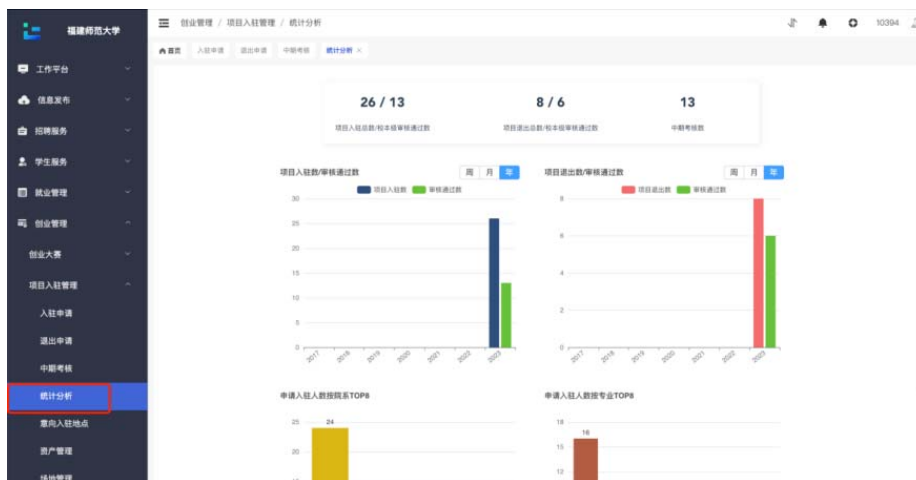 福建师范大学
创业管理 / 项目入驻管理 / 统计分析
10394
首页 入驻申请 退出申请 中期考核 统计分析 ×
工作平台
信息发布
招聘服务
学生服务
就业管理
创业管理
创业大赛
项目入驻管理
入驻申请
退出申请
中期考核
统计分析
意向入驻地点
资产管理
场地管理
26 / 13
项目入驻总数/校本级审核通过数
8 / 6
项目退出总数/校本级审核通过数
13
中期考核数
项目入驻数/审核通过数
周 月 年
项目入驻数 审核通过数
30
25
20
15
10
5
0
2017 2018 2019 2020 2021 2022 2023
项目退出数/审核通过数
周 月 年
项目退出数 审核通过数
8
6
4
2
0
2017 2018 2019 2020 2021 2022 2023
申请入驻人数按院系TOP8
25
24
20
申请入驻人数按专业TOP8
18
16
15
12